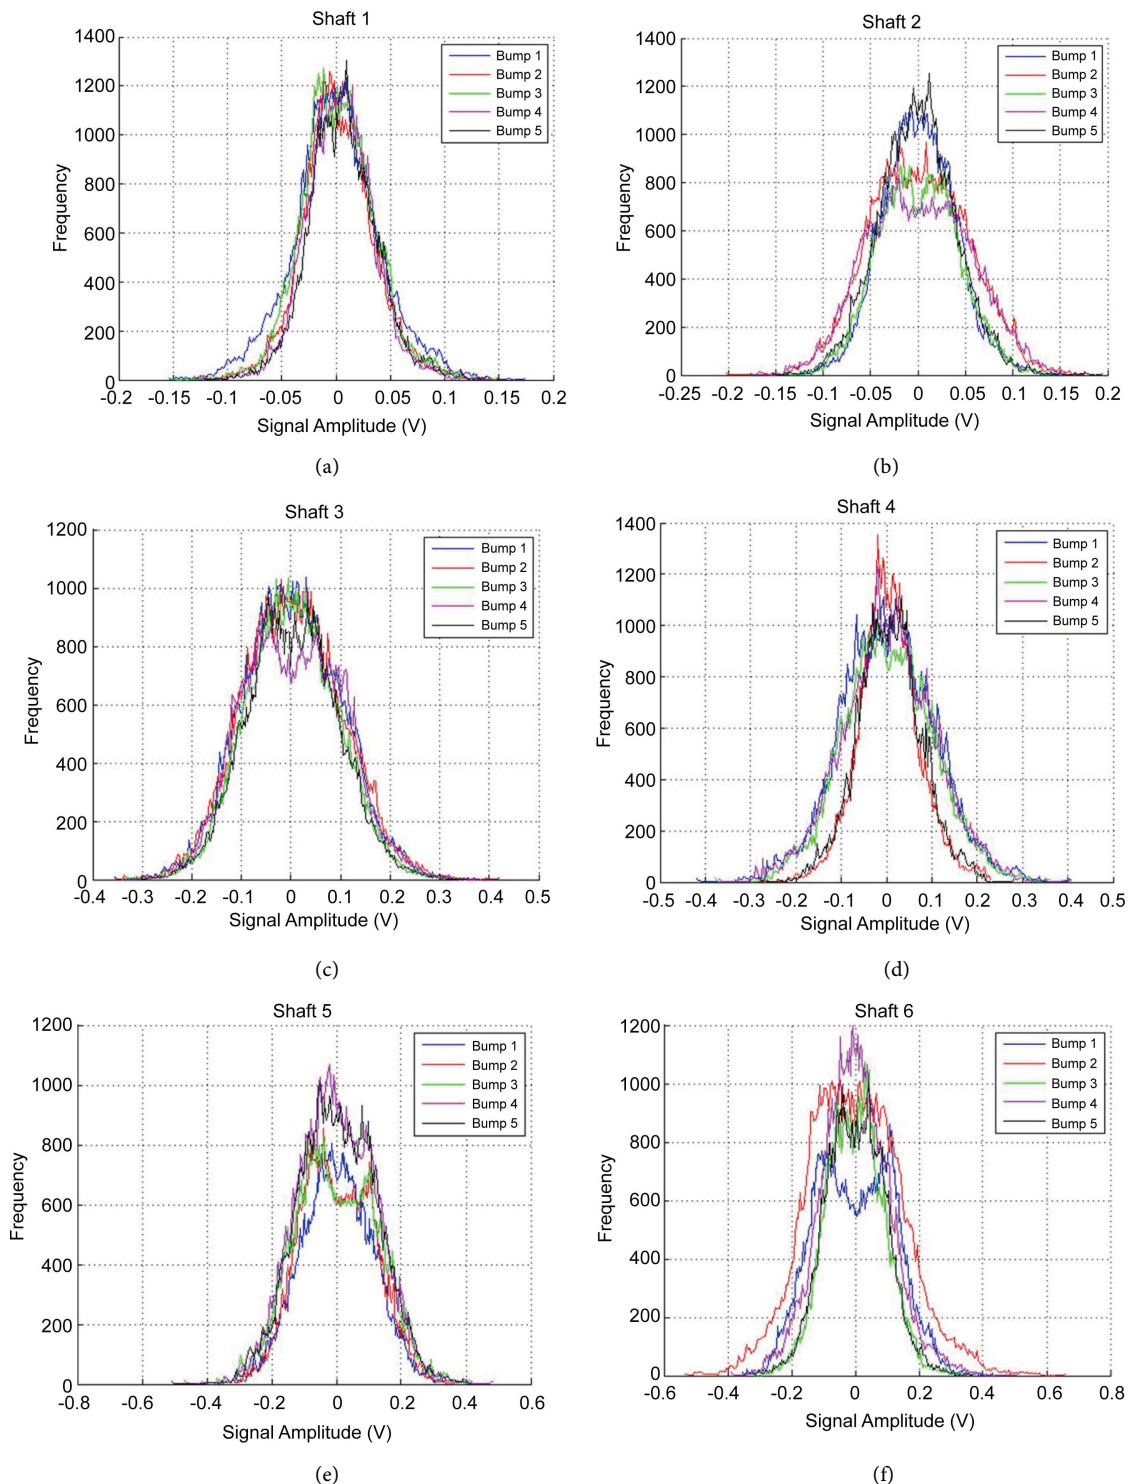 Shaft 1
1400
1200
1000
800
600
400
200
0
Frequency
-0.2 -0.15 -0.1 -0.05 0 0.05 0.1 0.15 0.2
Signal Amplitude (V)
Bump 1
Bump 2
Bump 3
Bump 4
Bump 5
(a)
Shaft 2
1400
1200
1000
800
600
400
200
0
Frequency
-0.25 -0.2 -0.15 -0.1 -0.05 0 0.05 0.1 0.15 0.2
Signal Amplitude (V)
Bump 1
Bump 2
Bump 3
Bump 4
Bump 5
(b)
Shaft 3
1200
1000
800
600
400
200
0
Frequency
-0.4 -0.3 -0.2 -0.1 0 0.1 0.2 0.3 0.4 0.5
Signal Amplitude (V)
Bump 1
Bump 2
Bump 3
Bump 4
Bump 5
(c)
Shaft 4
1400
1200
1000
800
600
400
200
0
Frequency
-0.5 -0.4 -0.3 -0.2 -0.1 0 0.1 0.2 0.3 0.4 0.5
Signal Amplitude (V)
Bump 1
Bump 2
Bump 3
Bump 4
Bump 5
(d)
Shaft 5
1200
1000
800
600
400
200
0
Frequency
-0.8 -0.6 -0.4 -0.2 0 0.2 0.4 0.6
Signal Amplitude (V)
Bump 1
Bump 2
Bump 3
Bump 4
Bump 5
(e)
Shaft 6
1200
1000
800
600
400
200
0
Frequency
-0.6 -0.4 -0.2 0 0.2 0.4 0.6 0.8
Signal Amplitude (V)
Bump 1
Bump 2
Bump 3
Bump 4
Bump 5
(f)